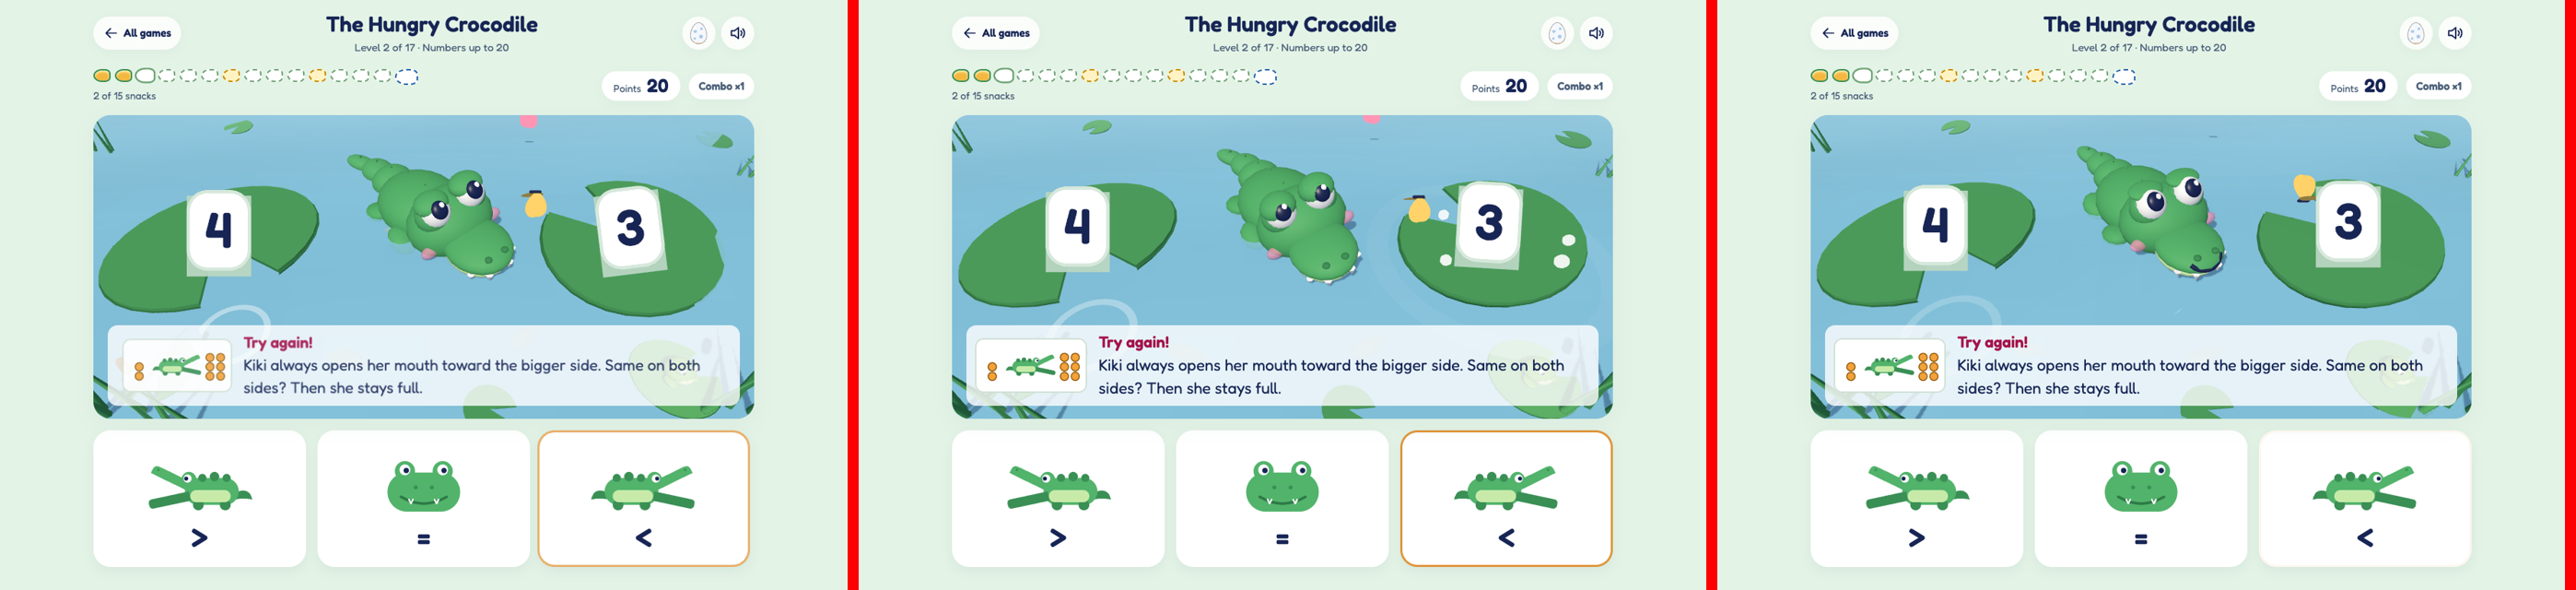 All games
The Hungry Crocodile
Level 2 of 17 · Numbers up to 20
2 of 15 snacks
Points 20
Combo ×1
4
3
Try again!
Kiki always opens her mouth toward the bigger side. Same on both
sides? Then she stays full.
>
=
<
All games
The Hungry Crocodile
Level 2 of 17 · Numbers up to 20
2 of 15 snacks
Points 20
Combo ×1
4
3
Try again!
Kiki always opens her mouth toward the bigger side. Same on both
sides? Then she stays full.
>
=
<
All games
The Hungry Crocodile
Level 2 of 17 · Numbers up to 20
2 of 15 snacks
Points 20
Combo ×1
4
3
Try again!
Kiki always opens her mouth toward the bigger side. Same on both
sides? Then she stays full.
>
=
<